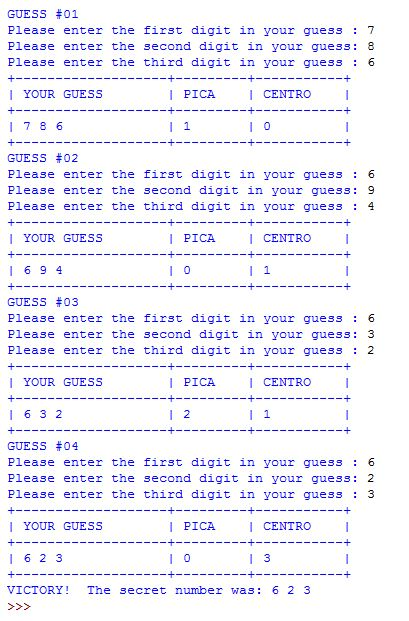 GUESS #01
Please enter the first digit in your guess : 7
Please enter the second digit in your guess: 8
Please enter the third digit in your guess : 6
+-------------------+---------+-----------+
| YOUR GUESS        | PICA    | CENTRO    |
+-------------------+---------+-----------+
| 7 8 6             | 1       | 0         |
+-------------------+---------+-----------+
GUESS #02
Please enter the first digit in your guess : 6
Please enter the second digit in your guess: 9
Please enter the third digit in your guess : 4
+-------------------+---------+-----------+
| YOUR GUESS        | PICA    | CENTRO    |
+-------------------+---------+-----------+
| 6 9 4             | 0       | 1         |
+-------------------+---------+-----------+
GUESS #03
Please enter the first digit in your guess : 6
Please enter the second digit in your guess: 3
Please enter the third digit in your guess : 2
+-------------------+---------+-----------+
| YOUR GUESS        | PICA    | CENTRO    |
+-------------------+---------+-----------+
| 6 3 2             | 2       | 1         |
+-------------------+---------+-----------+
GUESS #04
Please enter the first digit in your guess : 6
Please enter the second digit in your guess: 2
Please enter the third digit in your guess : 3
+-------------------+---------+-----------+
| YOUR GUESS        | PICA    | CENTRO    |
+-------------------+---------+-----------+
| 6 2 3             | 0       | 3         |
+-------------------+---------+-----------+
VICTORY!  The secret number was: 6 2 3
>>>